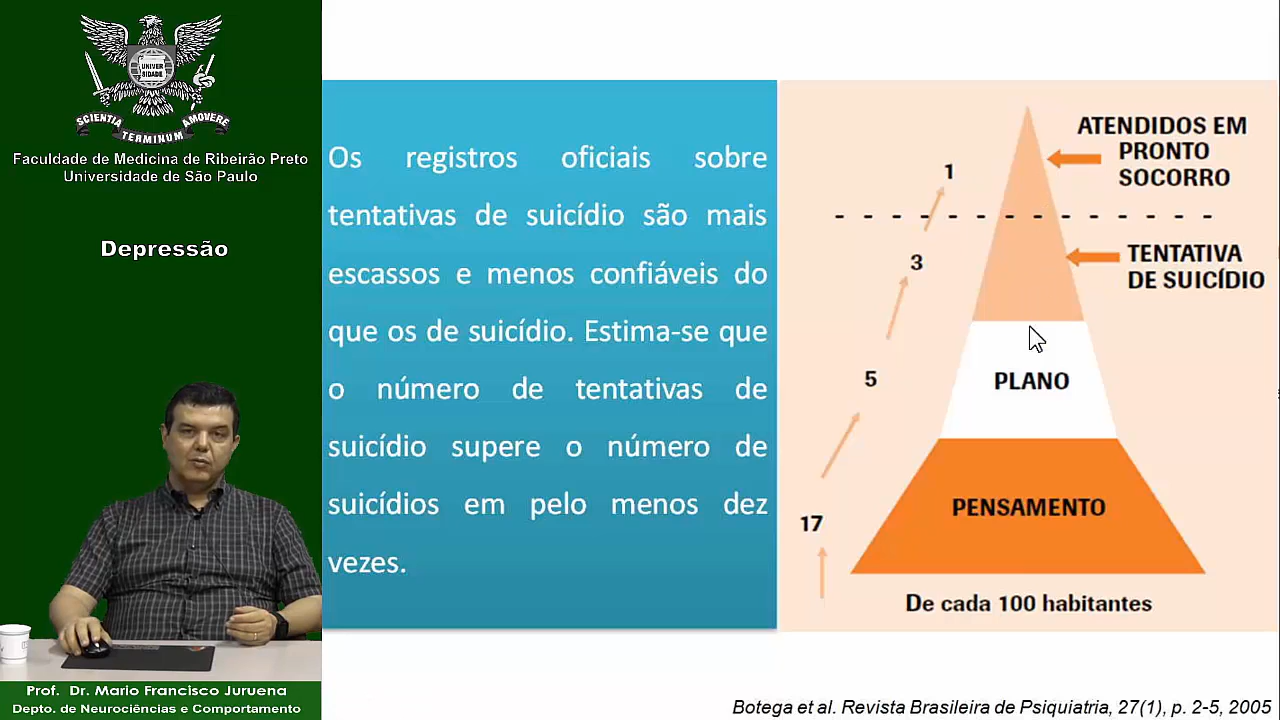 UNIVER
SIDADE
SCIENTIA
TERMINUM
AMOVERE
Faculdade de Medicina de Ribeirão Preto
Universidade de São Paulo
Depressão
Prof. Dr. Mario Francisco Juruena
Depto. de Neurociências e Comportamento
Os registros oficiais sobre
tentativas de suicídio são mais
escassos e menos confiáveis do
que os de suicídio. Estima-se que
o número de tentativas de
suicídio supere o número de
suicídios em pelo menos dez
vezes.
ATENDIDOS EM
PRONTO
SOCORRO
1
TENTATIVA
DE SUICÍDIO
3
PLANO
5
PENSAMENTO
17
De cada 100 habitantes
Botega et al. Revista Brasileira de Psiquiatria, 27(1), p. 2-5, 2005